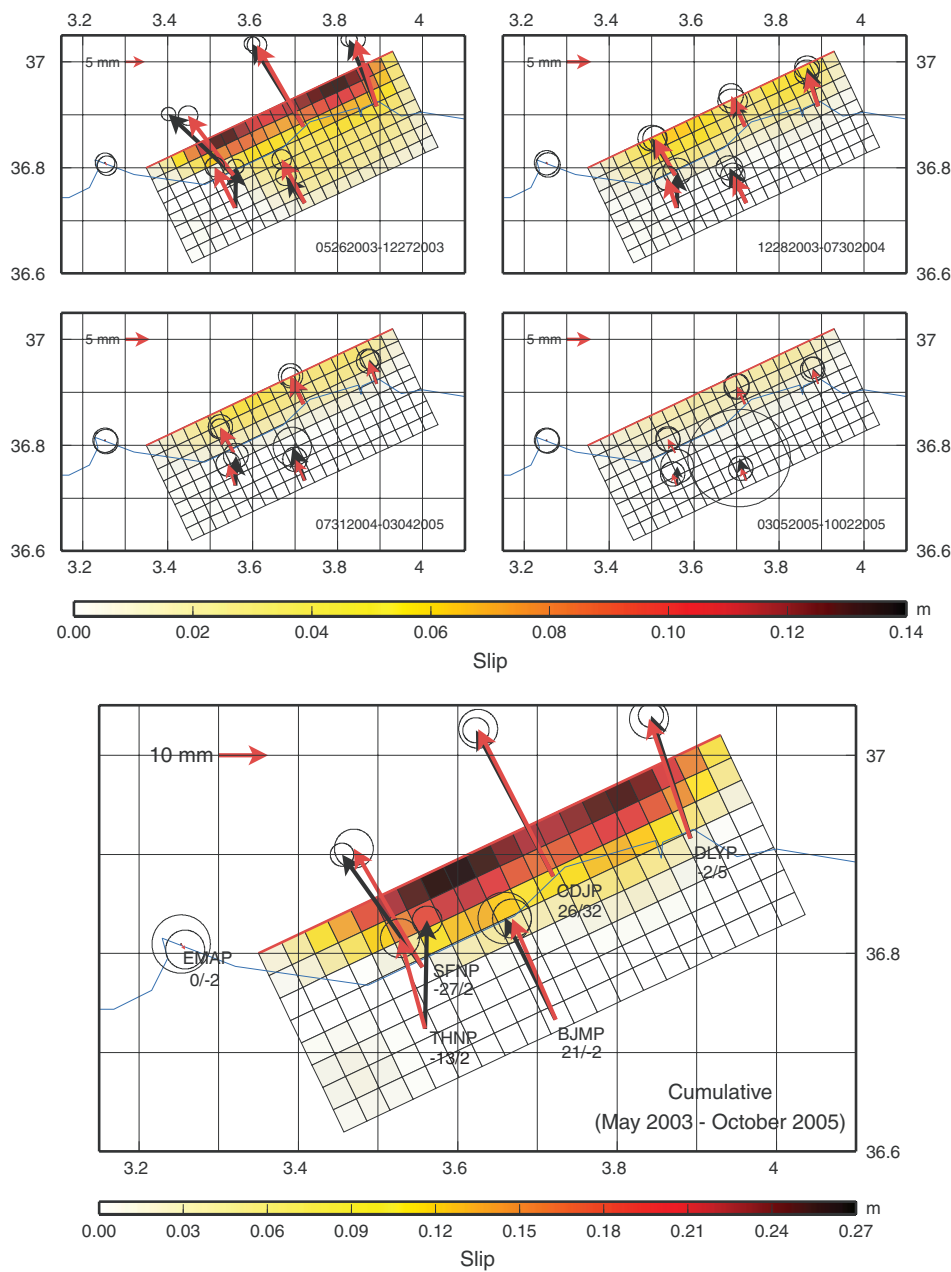 3.2 3.4 3.6 3.8 4
3.2 3.4 3.6 3.8 4
37
5 mm
5 mm
37
36.8
36.8
05262003-12272003
12282003-07302004
36.6
36.6
37
5 mm
5 mm
37
36.8
36.8
07312004-03042005
03052005-10022005
36.6
36.6
3.2 3.4 3.6 3.8 4
3.2 3.4 3.6 3.8 4
m
0.00 0.02 0.04 0.06 0.08 0.10 0.12 0.14
Slip
10 mm
37
DLYP
-2/5
CDJP
26/32
EMAP
0/-2
SFNP
-27/2
36.8
THNP
-13/2
BJMP
21/-2
Cumulative
(May 2003 - October 2005)
36.6
3.2 3.4 3.6 3.8 4
m
0.00 0.03 0.06 0.09 0.12 0.15 0.18 0.21 0.24 0.27
Slip